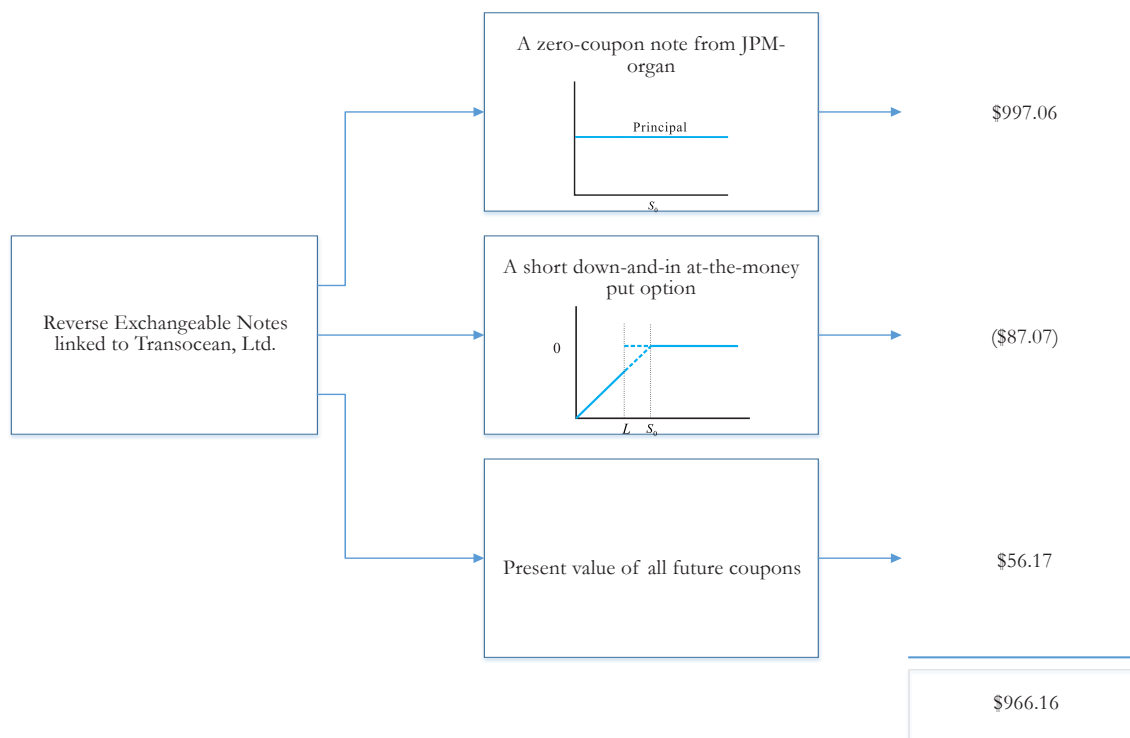 Reverse Exchangeable Notes
linked to Transocean, Ltd.
A zero-coupon note from JPM-
organ
Principal
S₀
$997.06
A short down-and-in at-the-money
put option
0
L
S₀
($87.07)
Present value of all future coupons
$56.17
$966.16